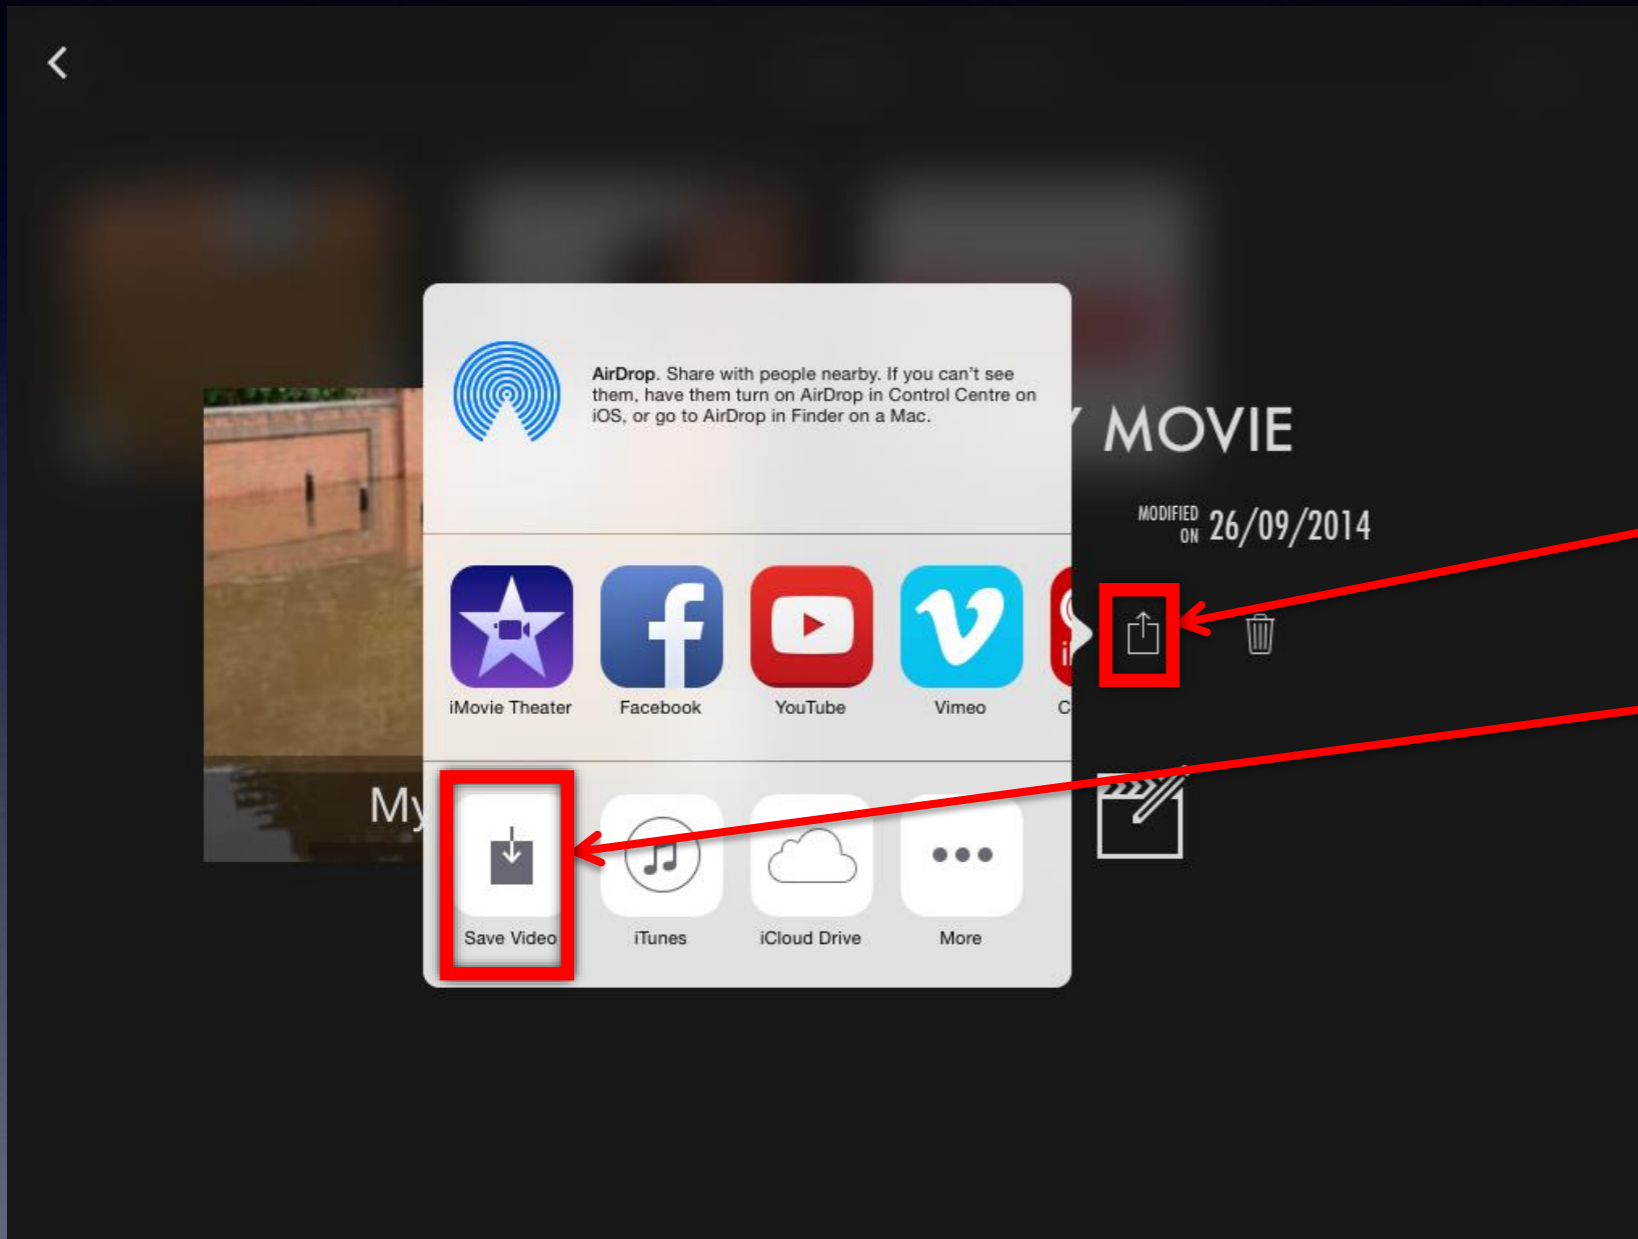 AirDrop. Share with people nearby. If you can't see
them, have them turn on AirDrop in Control Centre on
iOS, or go to AirDrop in Finder on a Mac.
MOVIE
MODIFIED
ON 26/09/2014
iMovie Theater
Facebook
YouTube
Vimeo
C
My
Save Video
iTunes
iCloud Drive
More